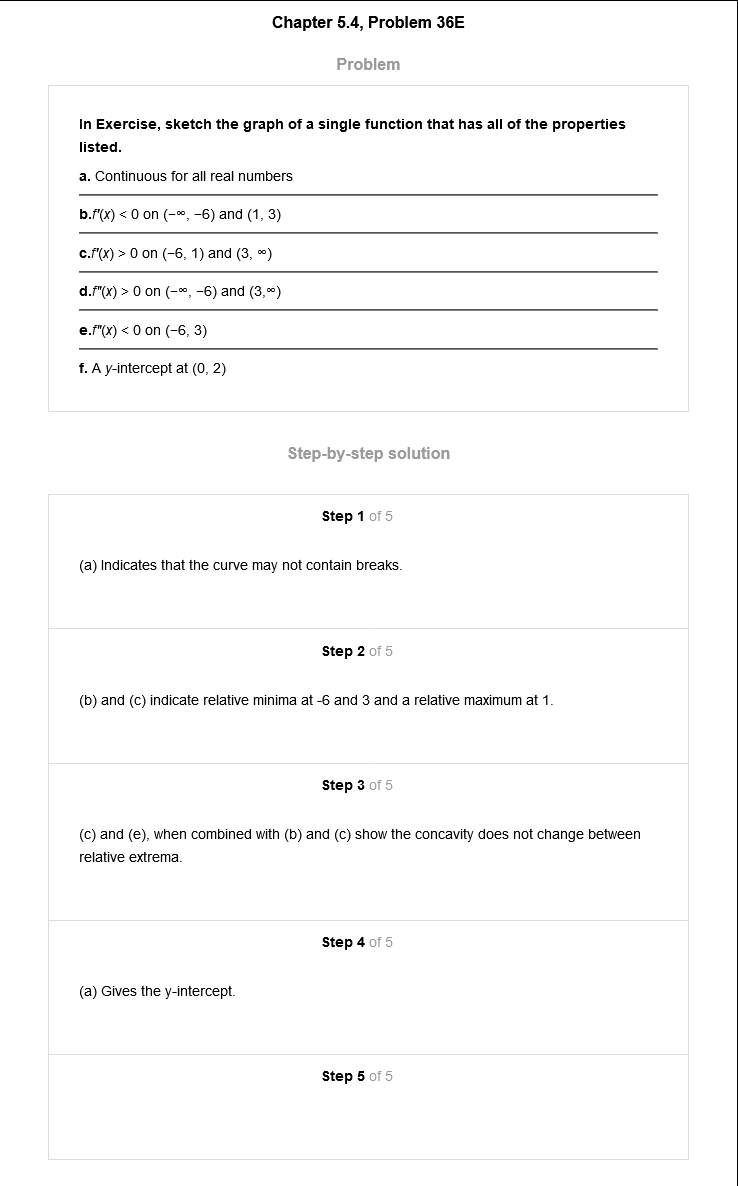 Chapter 5.4, Problem 36E
Problem
In Exercise, sketch the graph of a single function that has all of the properties
listed.
a. Continuous for all real numbers
b.f′(x) < 0 on (−∞, −6) and (1, 3)
c.f′(x) > 0 on (−6, 1) and (3, ∞)
d.f″(x) > 0 on (−∞, −6) and (3,∞)
e.f″(x) < 0 on (−6, 3)
f. A y-intercept at (0, 2)
Step-by-step solution
Step 1 of 5
(a) Indicates that the curve may not contain breaks.
Step 2 of 5
(b) and (c) indicate relative minima at -6 and 3 and a relative maximum at 1.
Step 3 of 5
(c) and (e), when combined with (b) and (c) show the concavity does not change between
relative extrema.
Step 4 of 5
(a) Gives the y-intercept.
Step 5 of 5